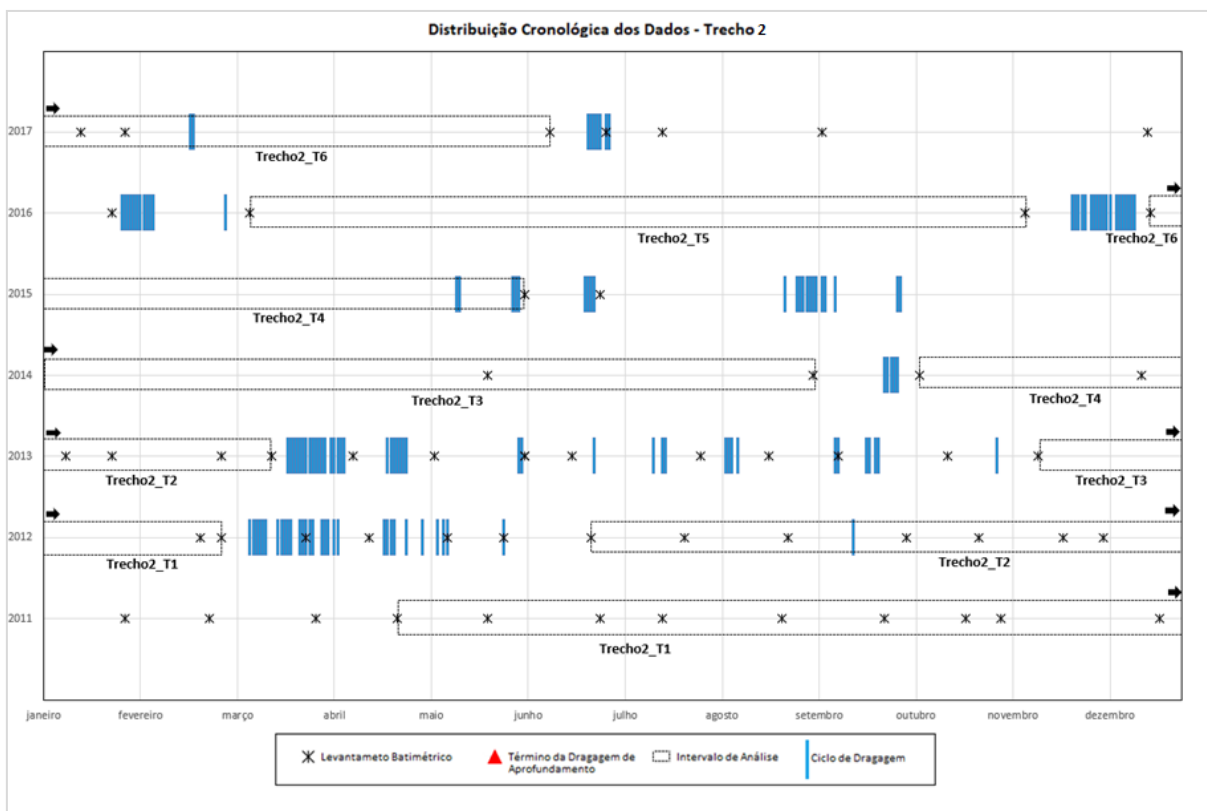 Distribuição Cronológica dos Dados - Trecho 2
2017
Trecho2_T6
2016
Trecho2_T5
Trecho2_T6
2015
Trecho2_T4
2014
Trecho2_T3
Trecho2_T4
2013
Trecho2_T2
Trecho2_T3
2012
Trecho2_T1
Trecho2_T2
2011
Trecho2_T1
janeiro fevereiro março abril maio junho julho agosto setembro outubro novembro dezembro
Levantameto Batimétrico
Término da Dragagem de
Aprofundamento
Intervalo de Análise
Ciclo de Dragagem